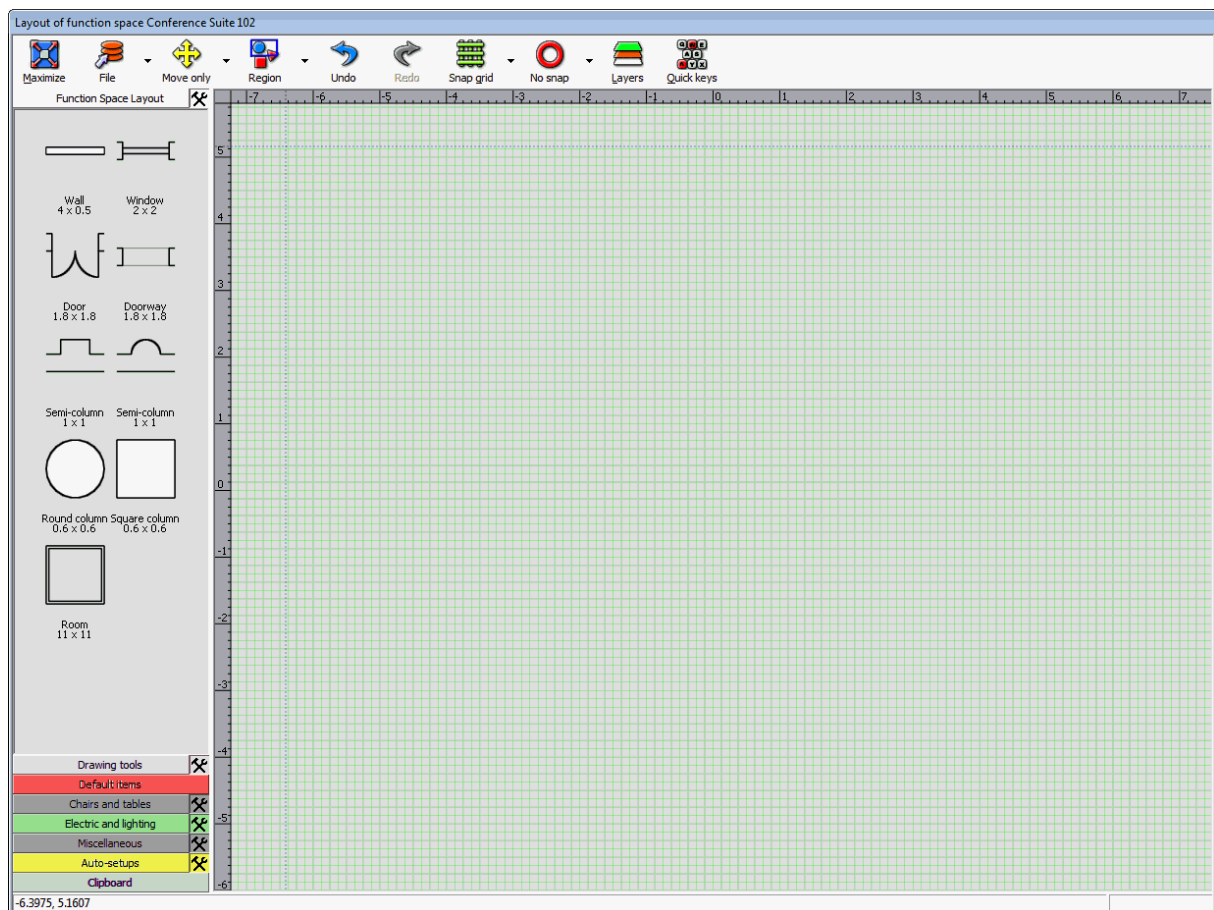 Layout of function space Conference Suite 102
Maximize File Move only Region Undo Redo Snap grid No snap Layers Quick keys
Function Space Layout
-7 -6 -5 -4 -3 -2 -1 0 1 2 3 4 5 6 7
5
Wall Window
4 x 0.5 2 x 2
4
3
Door Doorway
1.8 x 1.8 1.8 x 1.8
2
Semi-column Semi-column
1 x 1 1 x 1
1
0
Round column Square column
0.6 x 0.6 0.6 x 0.6
-1
-2
Room
11 x 11
-3
-4
Drawing tools
Default items
Chairs and tables
-5
Electric and lighting
Miscellaneous
Auto-setups
Clipboard
-6
-6.3975, 5.1607